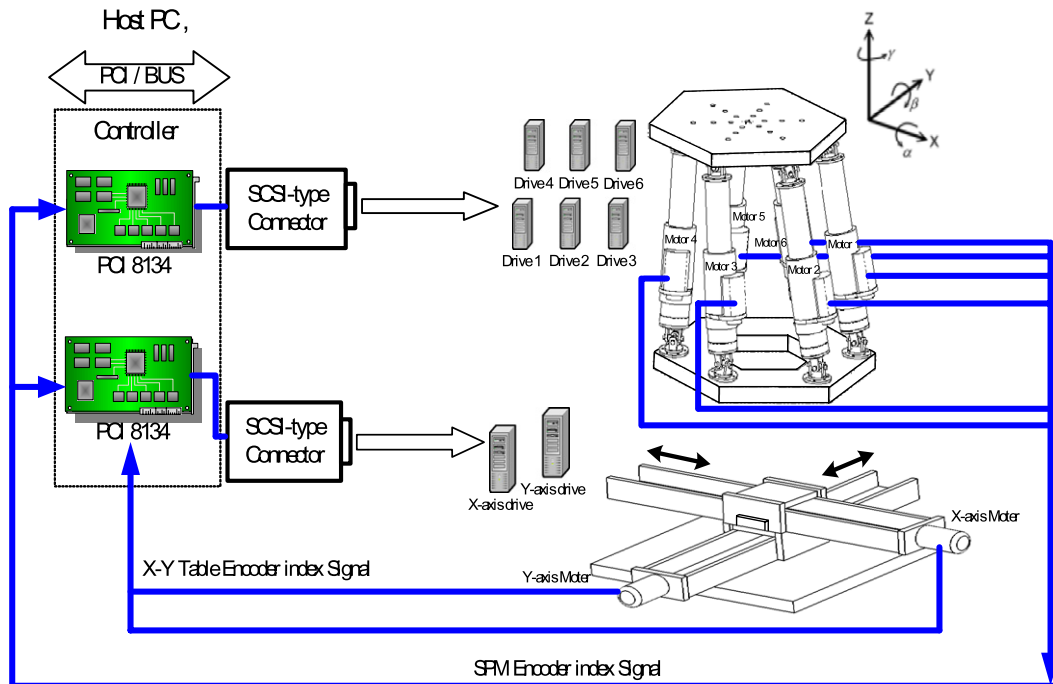 Host PC,
PCI / BUS
Controller
PCI 8134
SCSI-type
Connector
Drive4 Drive5 Drive6
Drive1 Drive2 Drive3
Motor 5
Motor 4
Motor 6
Motor
Motor 3
Motor 2
Z
γ
Y
β
X
α
PCI 8134
SCSI-type
Connector
X-axis drive
Y-axis drive
X-axis Moter
Y-axis Moter
X-Y Table Encoder index Signal
SPM Encoder index Signal